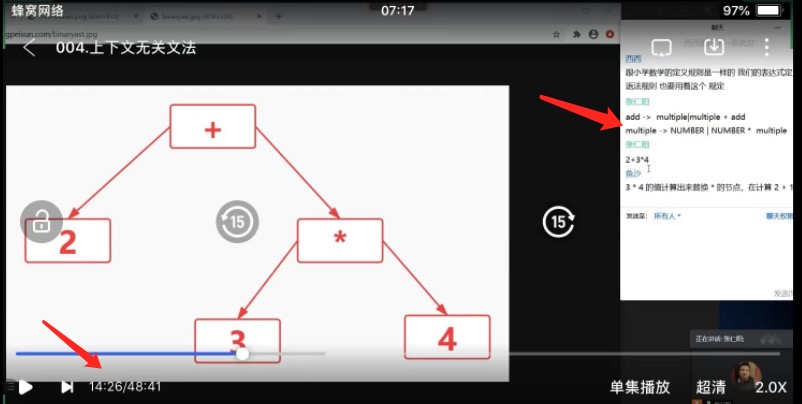 蜂窝网络
07:17
97%
gpeixun.com/binaryast.jpg
004.上下文无关文法
聊天
西西
跟小学数学的定义规则是一样的 我们的表达式定
语法规则 也要用着这个 规定
张仁阳
add -> multiple|multiple + add
multiple -> NUMBER | NUMBER * multiple
张仁阳
2+3*4
鱼沙
3 * 4 的值计算出来替换 * 的节点，在计算 2 + 1
发送至: 所有人
聊天权限
+
2
*
3
4
15
15
正在讲话: 张仁阳;
14:26/48:41
单集播放
超清
2.0X